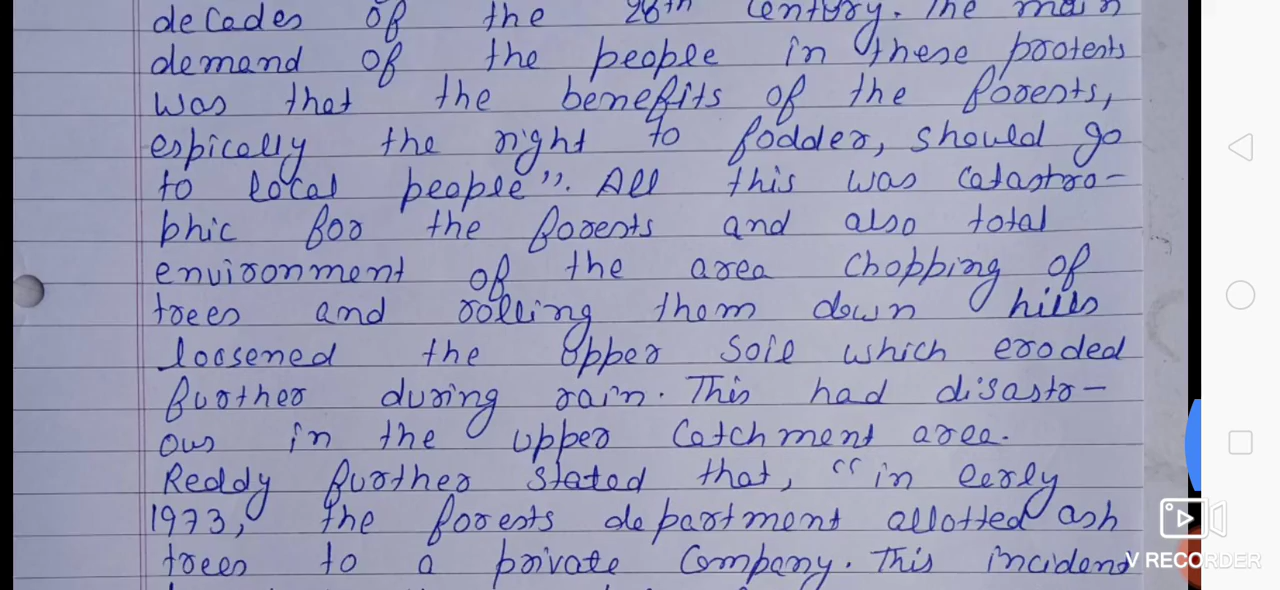 decades of the 20th century. The main
demand of the people in these protests
was that the benefits of the forests,
espically the right to fodder, should go
to local people". All this was catastro-
phic for the forests and also total
environment of the area chopping of
trees and rolling them down hills
loosened the upper soil which eroded
further during rain. This had disastr-
ous in the upper catchment area.
Reddy further stated that, "in eerly
1973, the forests department allotted ash
trees to a private company. This incident
V RECORDER